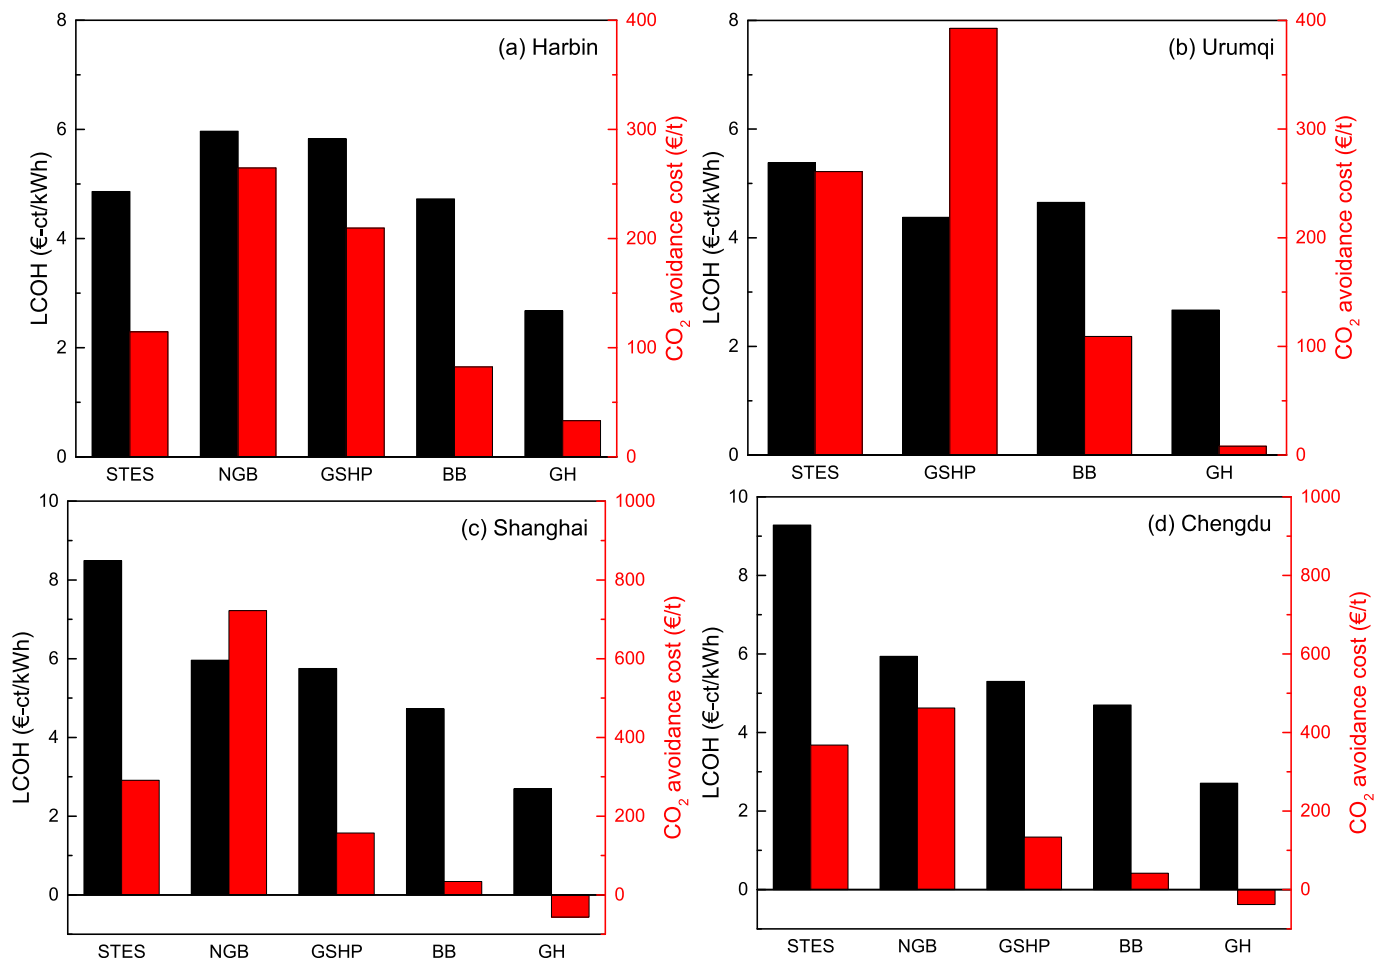 (a) Harbin
LCOH (€-ct/kWh)
8
6
4
2
0
CO2 avoidance cost (€/t)
400
300
200
100
0
STES NGB GSHP BB GH
(b) Urumqi
LCOH (€-ct/kWh)
8
6
4
2
0
CO2 avoidance cost (€/t)
400
300
200
100
0
STES GSHP BB GH
(c) Shanghai
LCOH (€-ct/kWh)
10
8
6
4
2
0
CO2 avoidance cost (€/t)
1000
800
600
400
200
0
STES NGB GSHP BB GH
(d) Chengdu
LCOH (€-ct/kWh)
10
8
6
4
2
0
CO2 avoidance cost (€/t)
1000
800
600
400
200
0
STES NGB GSHP BB GH